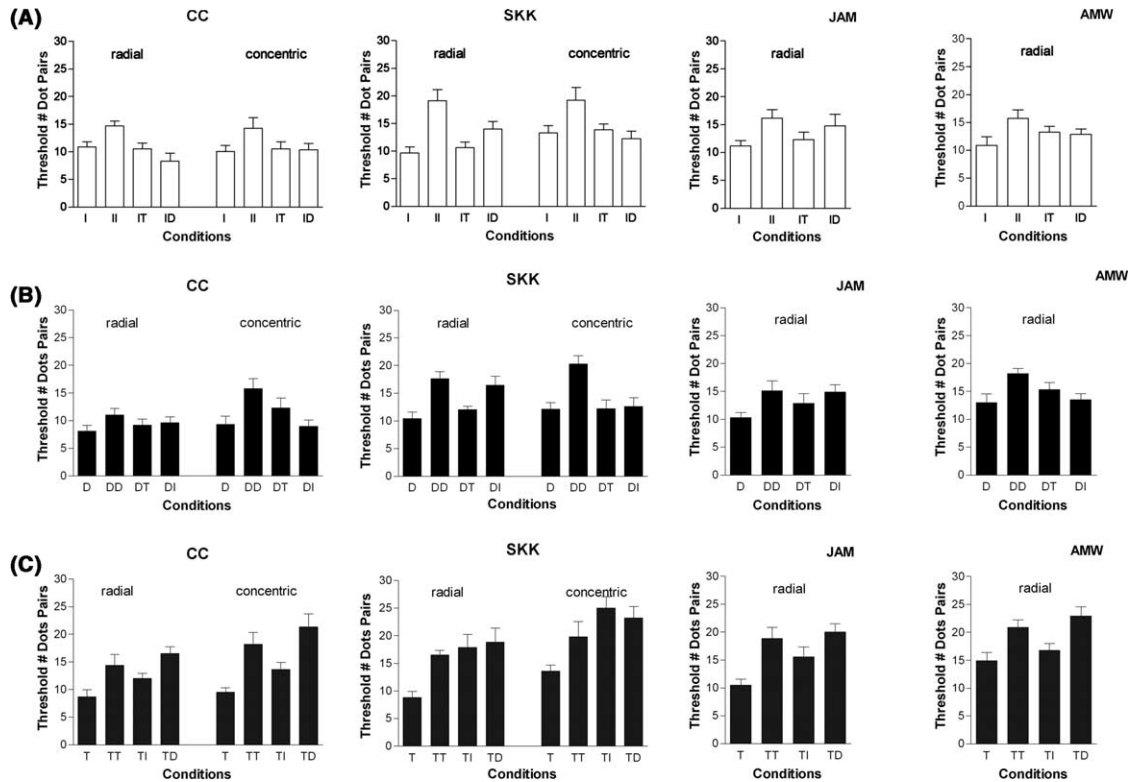 (A)
CC
SKK
JAM
AMW
Threshold # Dot Pairs
30
25
20
15
10
5
0
radial
concentric
I II IT ID I II IT ID
Conditions
Threshold # Dot Pairs
30
25
20
15
10
5
0
radial
concentric
I II IT ID I II IT ID
Conditions
Threshold # Dot Pairs
30
25
20
15
10
5
0
radial
I II IT ID
Conditions
Threshold # Dot Pairs
30
25
20
15
10
5
0
radial
I II IT ID
Conditions
(B)
CC
SKK
JAM
AMW
Threshold # Dots Pairs
30
25
20
15
10
5
0
radial
concentric
D DD DT DI D DD DT DI
Conditions
Threshold # Dots Pairs
30
25
20
15
10
5
0
radial
concentric
D DD DT DI D DD DT DI
Conditions
Threshold # Dots Pairs
30
25
20
15
10
5
0
radial
D DD DT DI
Conditions
Threshold # Dots Pairs
30
25
20
15
10
5
0
radial
D DD DT DI
Conditions
(C)
CC
SKK
JAM
AMW
Threshold # Dots Pairs
30
25
20
15
10
5
0
radial
concentric
T TT TI TD T TT TI TD
Conditions
Threshold # Dots Pairs
30
25
20
15
10
5
0
radial
concentric
T TT TI TD T TT TI TD
Conditions
Threshold # Dots Pairs
30
25
20
15
10
5
0
radial
T TT TI TD
Conditions
Threshold # Dots Pairs
30
25
20
15
10
5
0
radial
T TT TI TD
Conditions